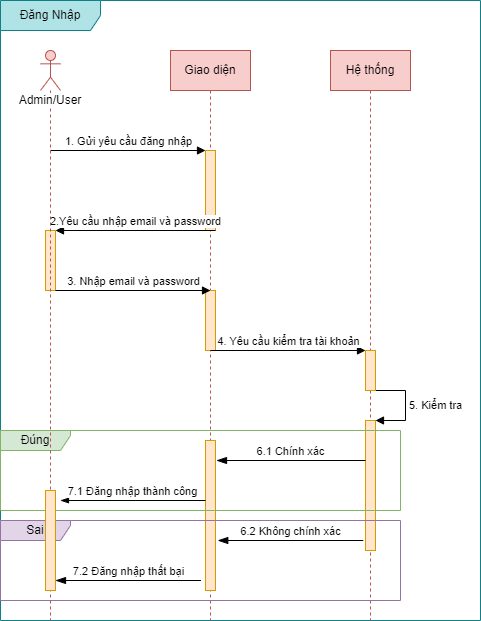 Đăng Nhập
Admin/User
Giao diện
Hệ thống
1. Gửi yêu cầu đăng nhập
2.Yêu cầu nhập email và password
3. Nhập email và password
4. Yêu cầu kiểm tra tài khoản
5. Kiểm tra
Đúng
6.1 Chính xác
7.1 Đăng nhập thành công
Sai
6.2 Không chính xác
7.2 Đăng nhập thất bại